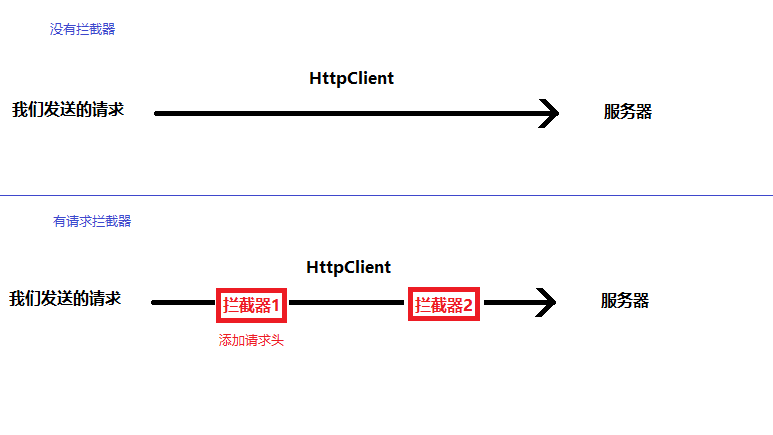 没有拦截器
HttpClient
我们发送的请求
服务器
有请求拦截器
HttpClient
我们发送的请求
拦截器1
拦截器2
服务器
添加请求头